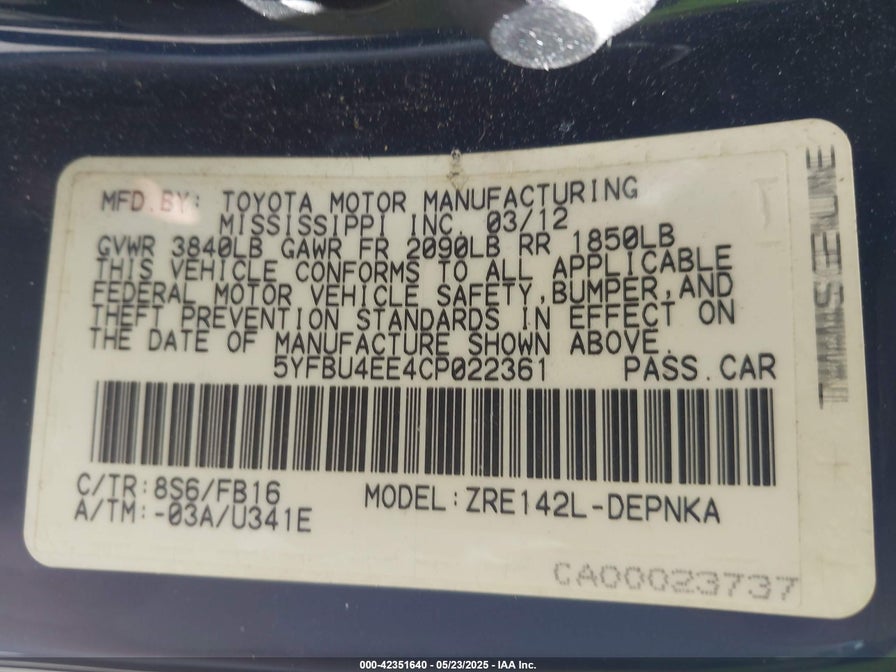 MFD.BY: TOYOTA MOTOR MANUFACTURING
MISSISSIPPI INC. 03/12
GVWR 3840LB GAWR FR 2090LB RR 1850LB
THIS VEHICLE CONFORMS TO ALL APPLICABLE
FEDERAL MOTOR VEHICLE SAFETY,BUMPER,AND
THEFT PREVENTION STANDARDS IN EFFECT ON
THE DATE OF MANUFACTURE SHOWN ABOVE.
5YFBU4EE4CP022361 PASS.CAR
C/TR:8S6/FB16 MODEL:ZRE142L-DEPNKA
A/TM:-03A/U341E
CA00023737
000-42351640 - 05/23/2025 - IAA Inc.